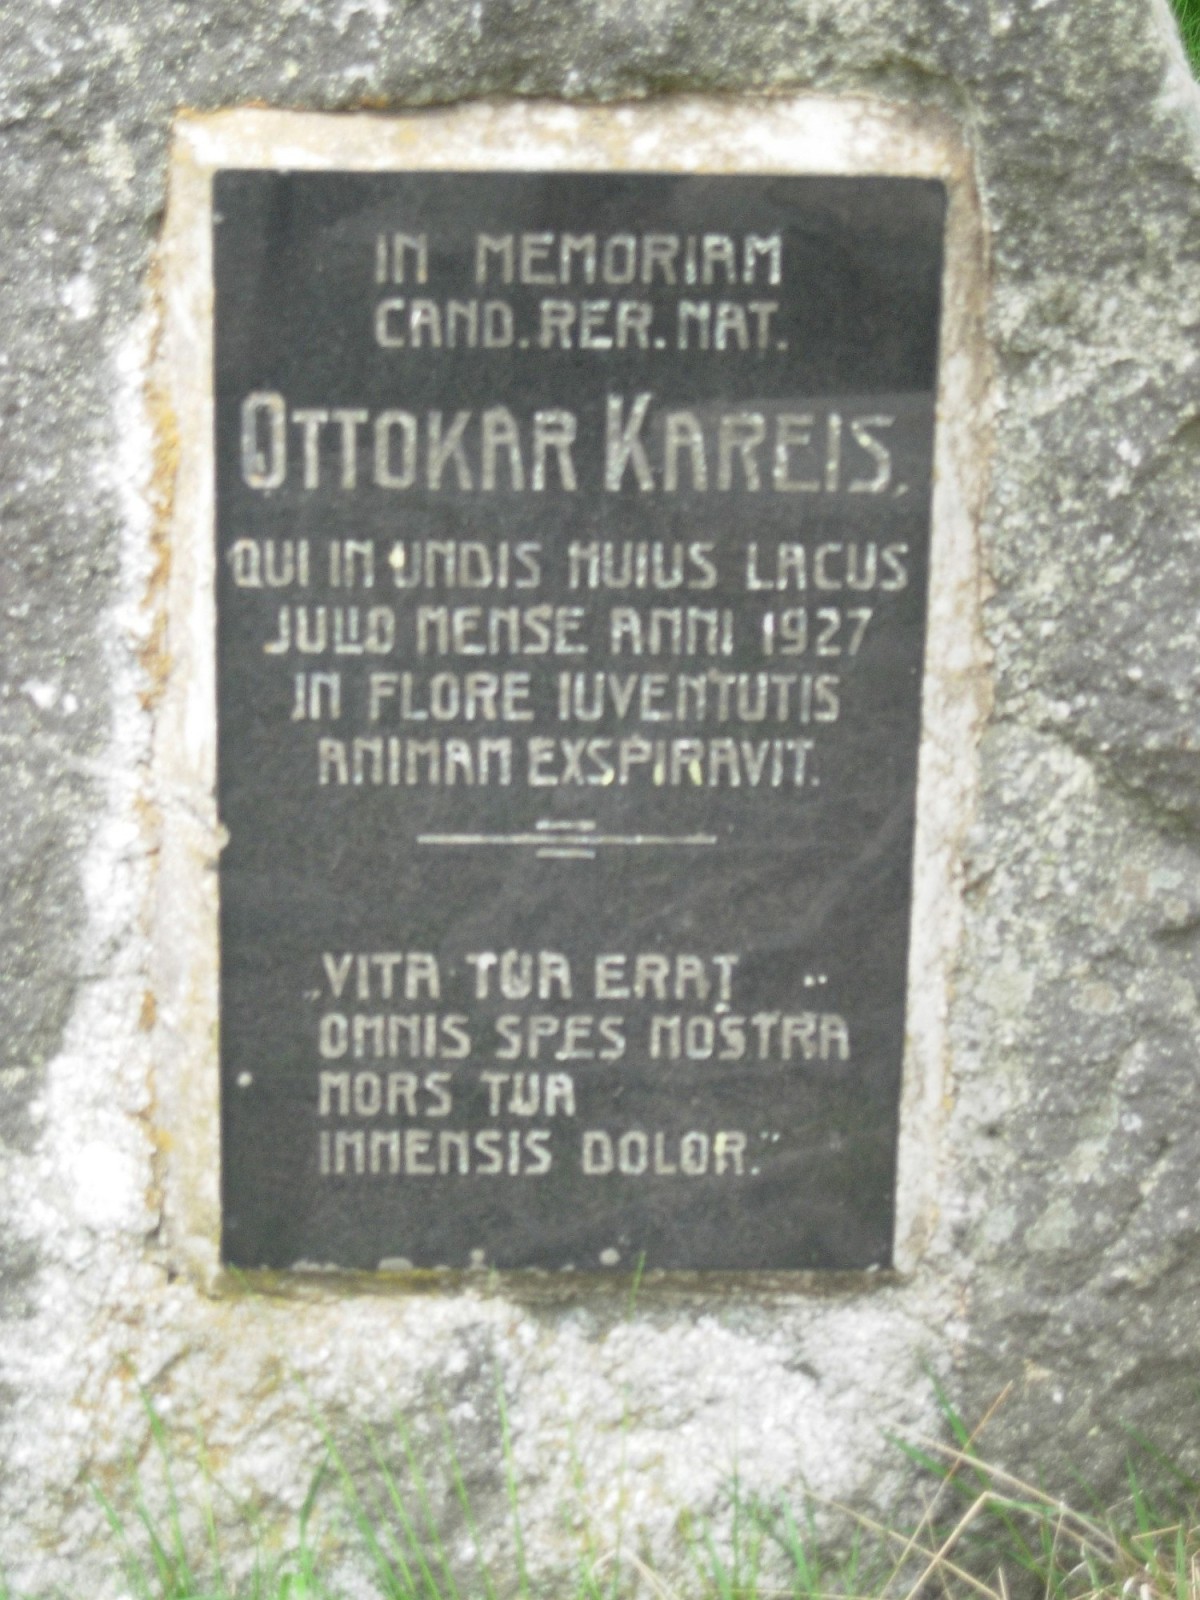 IN MEMORIAM
CAND. RER. NAT.
OTTOKAR KAREIS,
QUI IN UNDIS HUIUS LACUS
JULIO MENSE ANNI 1927
IN FLORE IUVENTUTIS
ANIMAM EXSPIRAVIT.
„VITA TUA ERAT
OMNIS SPES NOSTRA
MORS TUA
IMMENSIS DOLOR.“